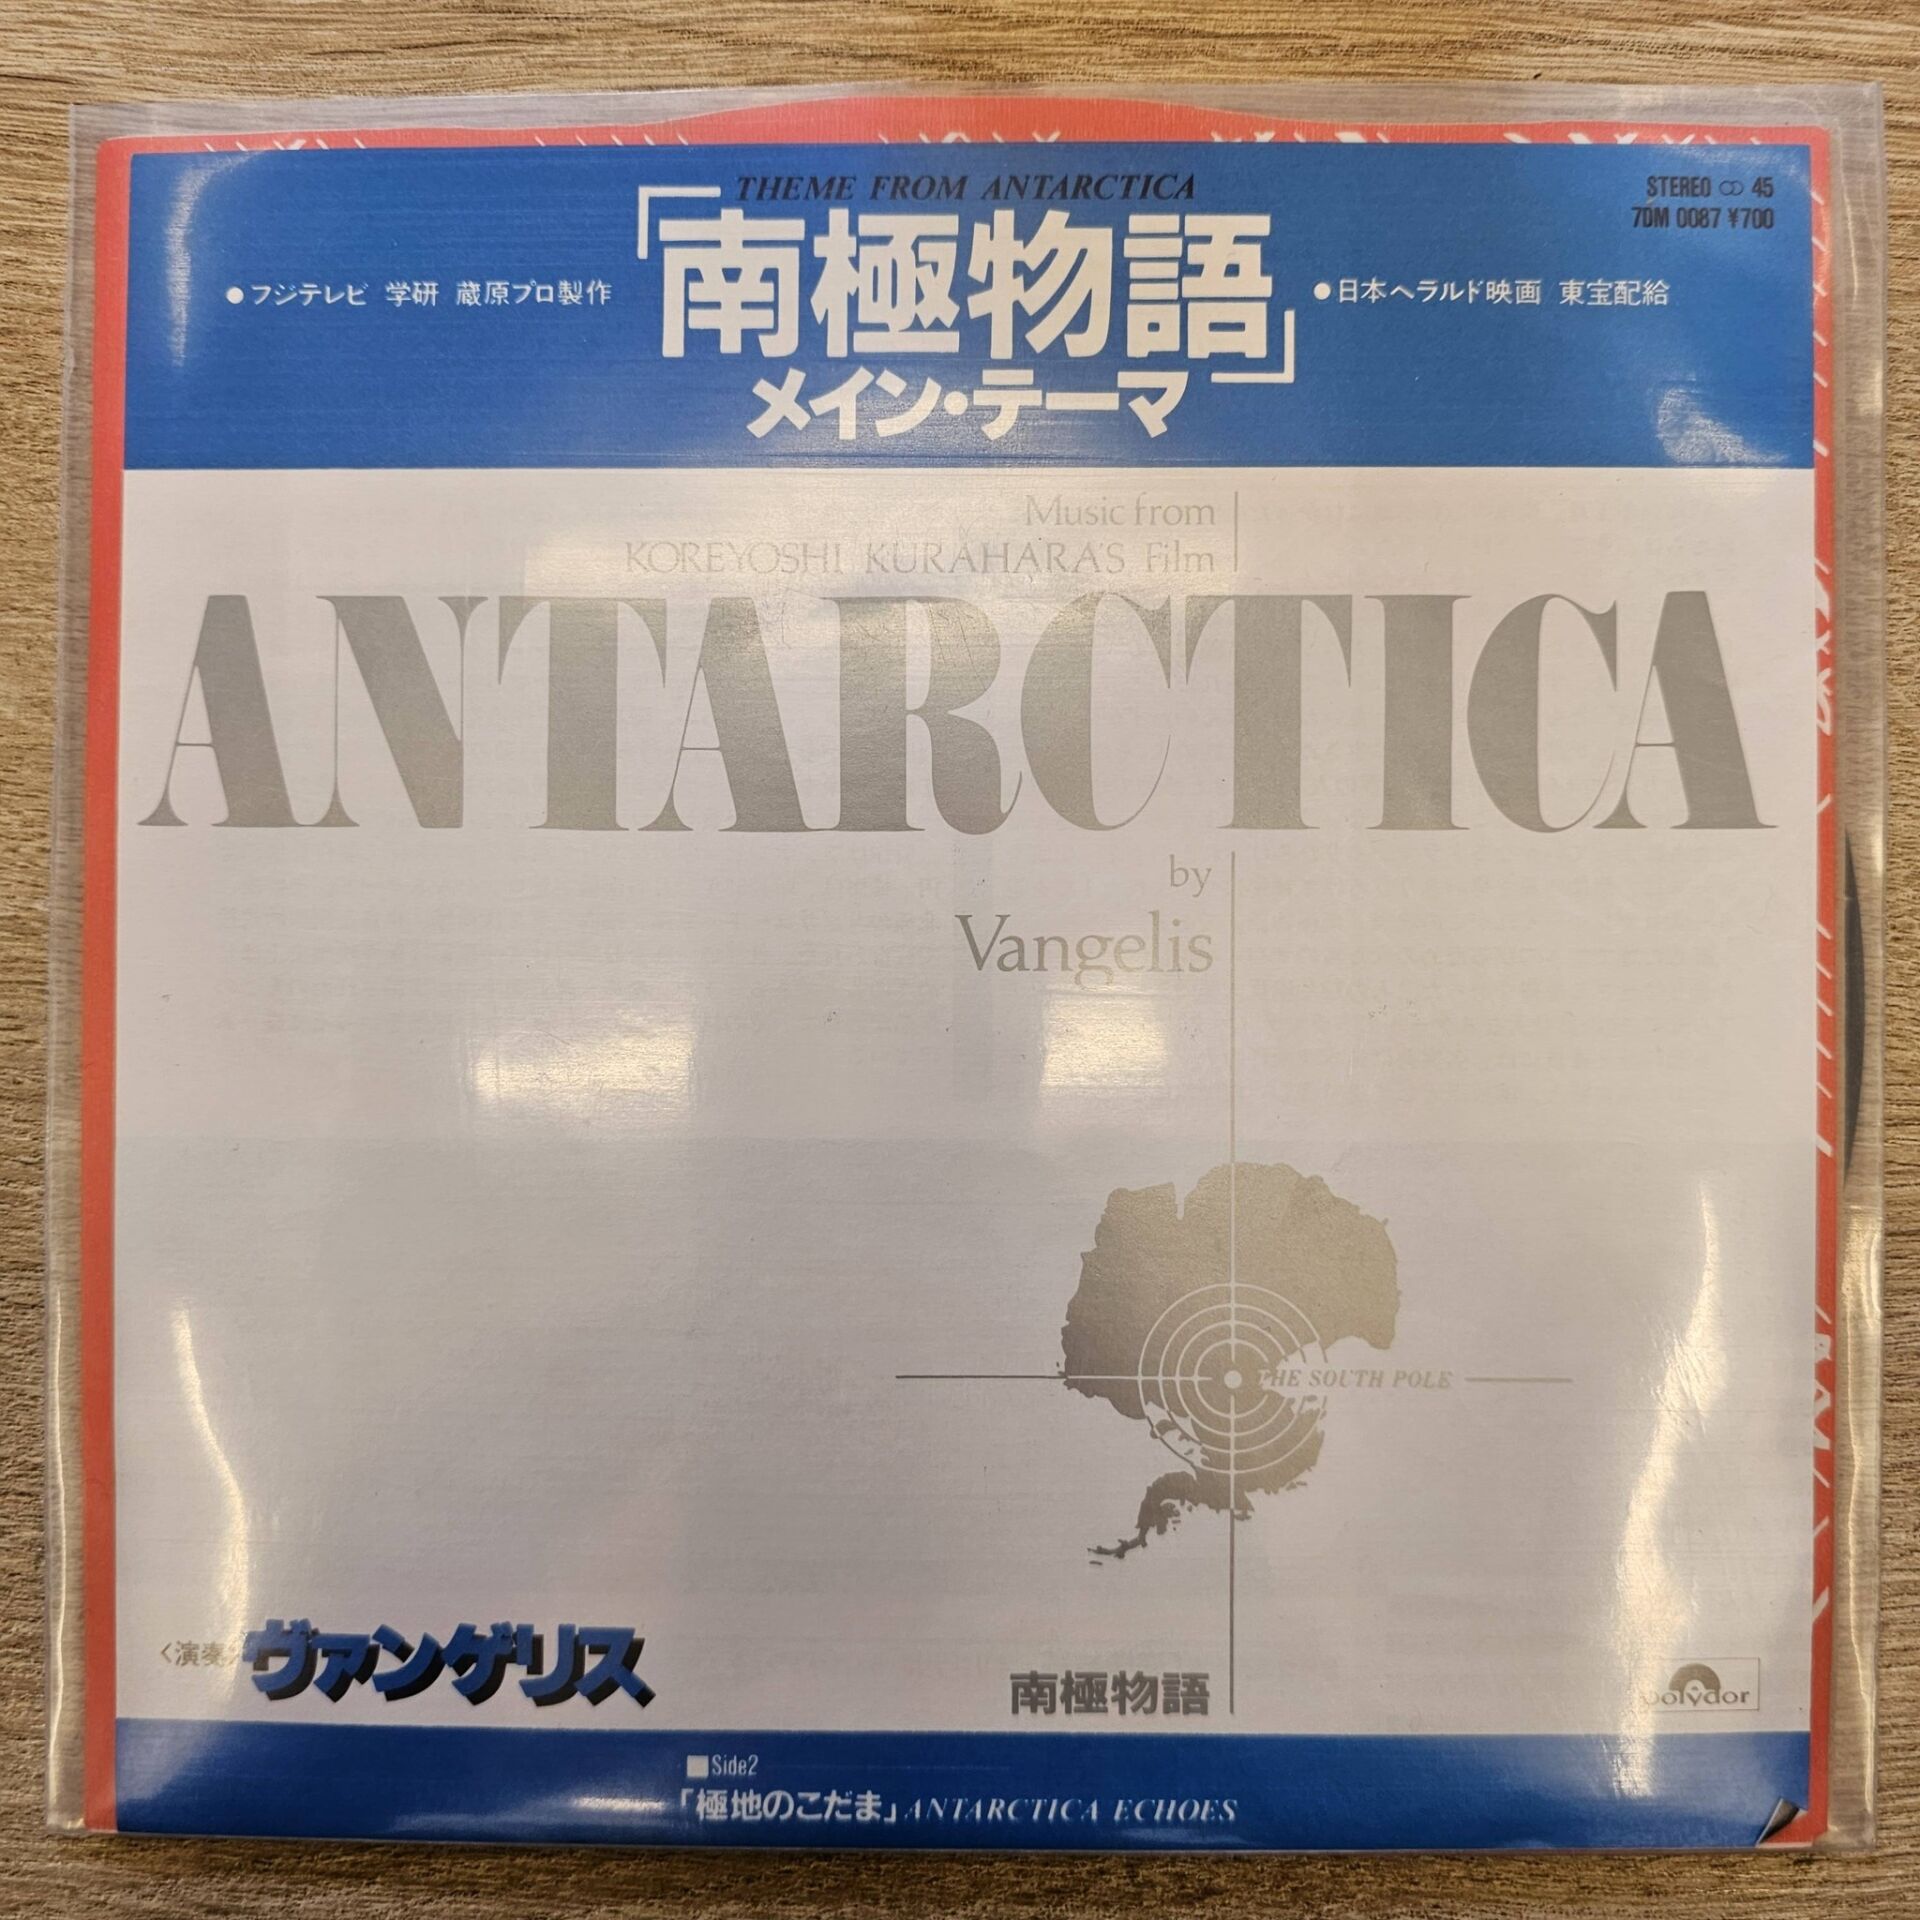 THEME FROM ANTARCTICA
STEREO ○○ 45
7DM 0087 ¥700
「南極物語」
●フジテレビ 学研 蔵原プロ製作
●日本ヘラルド映画 東宝配給
メイン・テーマ
Music from
KOREYOSHI KURAHARA'S Film
ANTARCTICA
by
Vangelis
THE SOUTH POLE
〈演奏〉ヴァンゲリス
南極物語
polydor
■Side2
「極地のこだま」ANTARCTICA ECHOES